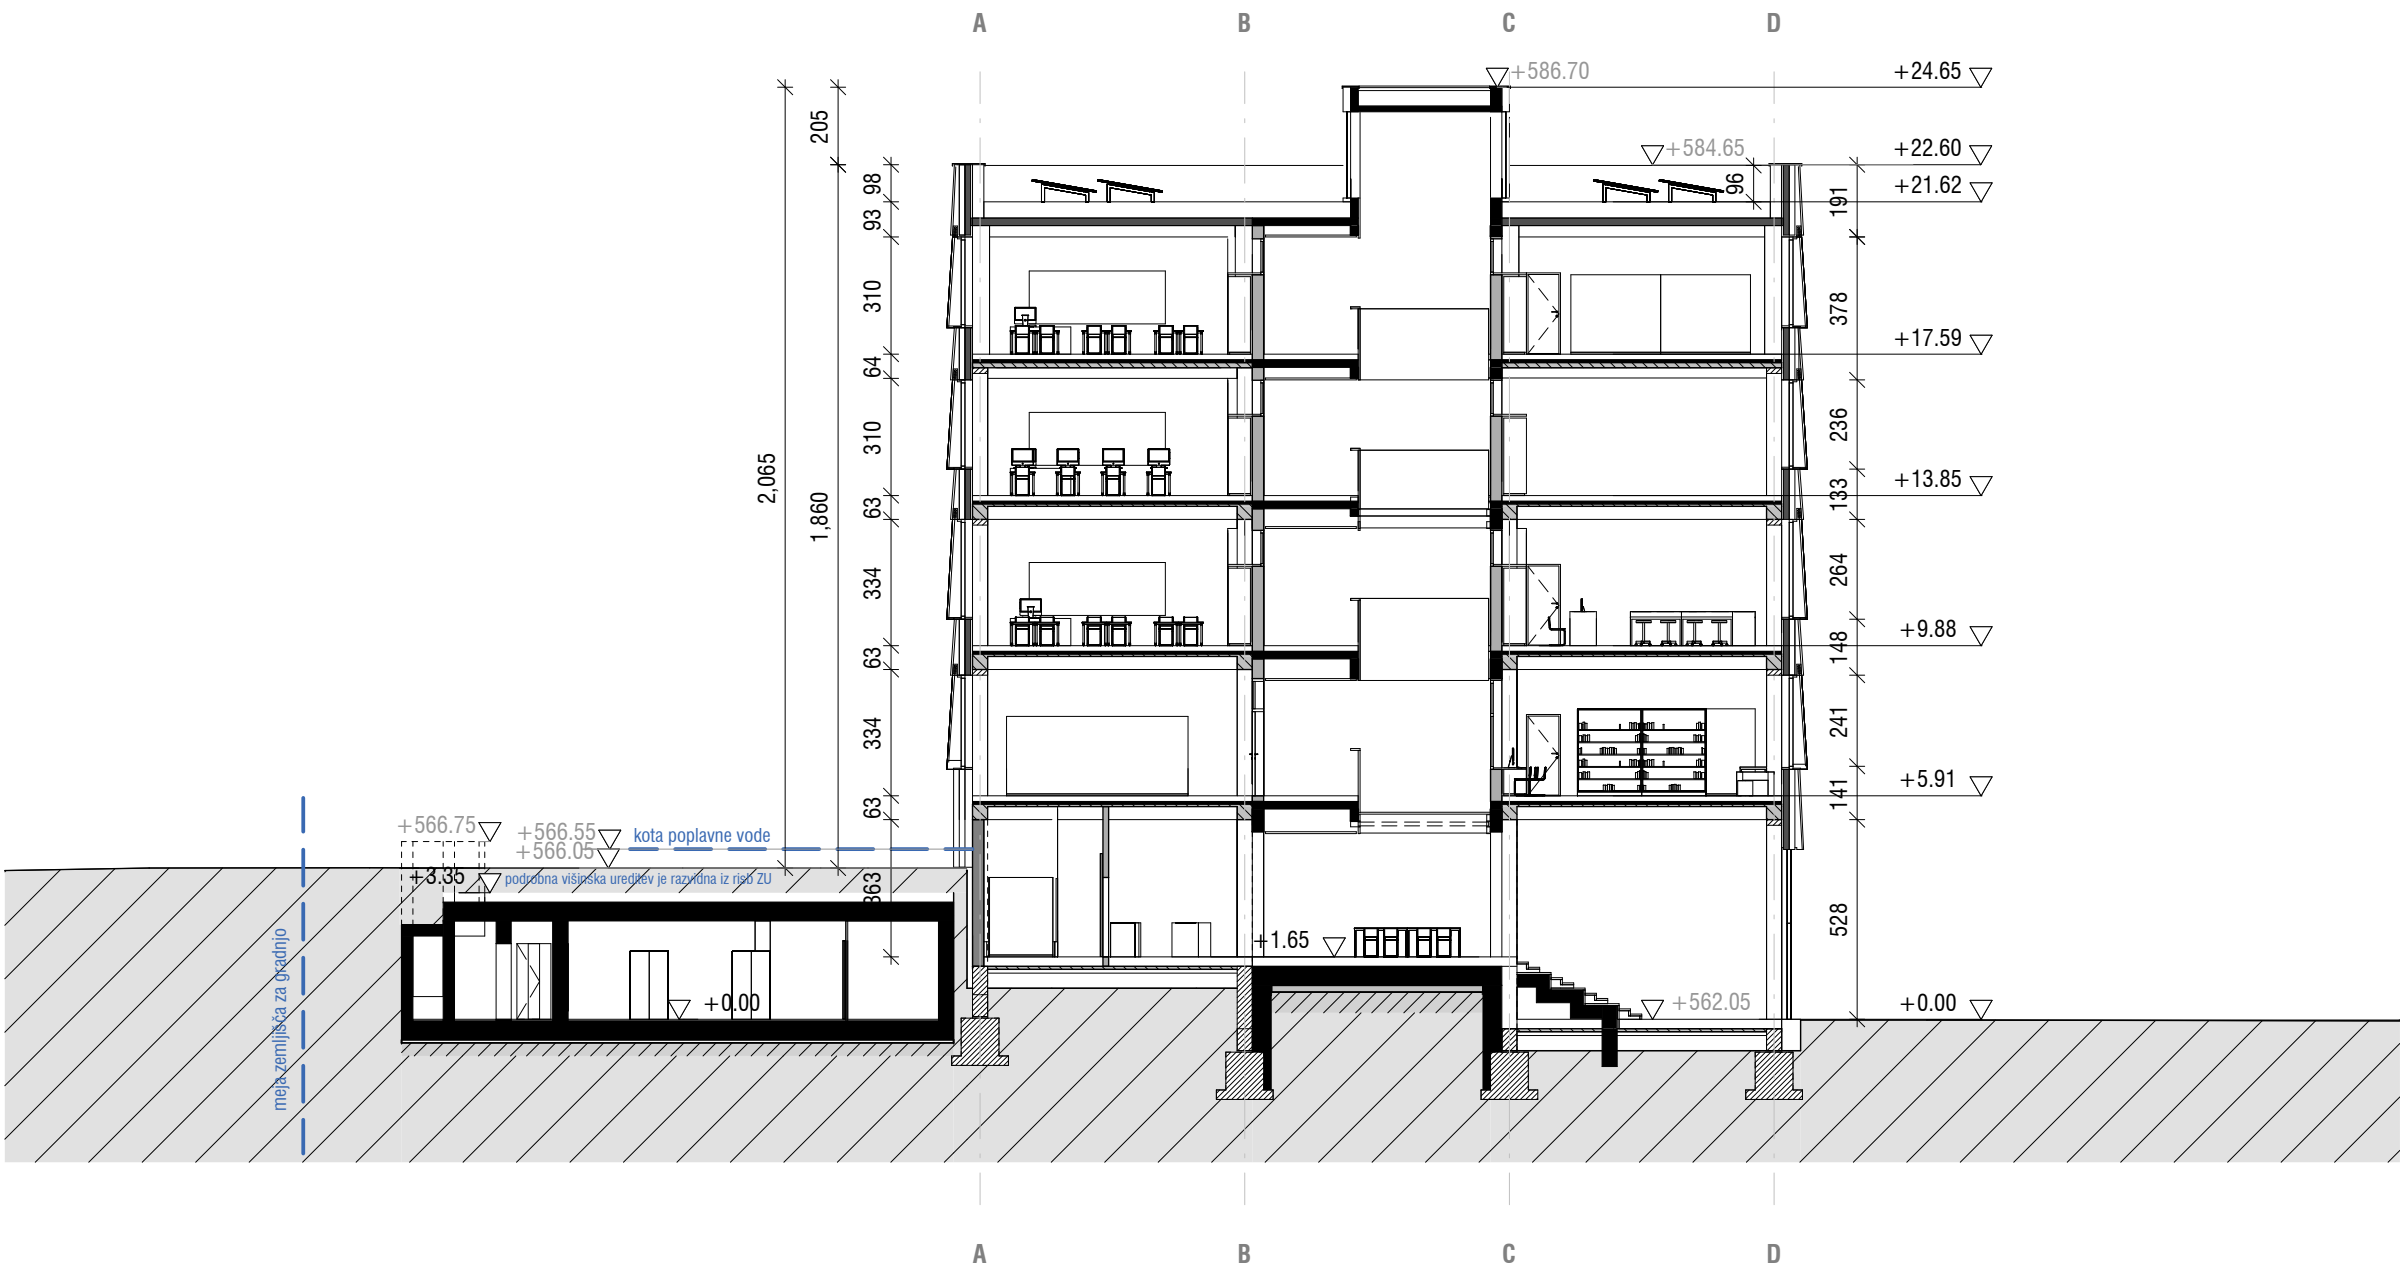 A B C D
+586.70 +24.65
205
+584.65 +22.60
98 96 +21.62
93 191
310 378
+17.59
64
310 236
2,065 1,860
63 133 +13.85
334 264
63 148 +9.88
334 241
63 141 +5.91
+566.75 +566.55 kota poplavne vode
+566.05
+3.35 podrobna višinska ureditev je razvidna iz risb ZU
363
meja zemljišča za gradnjo
528
+1.65
+0.00 +562.05 +0.00
A B C D